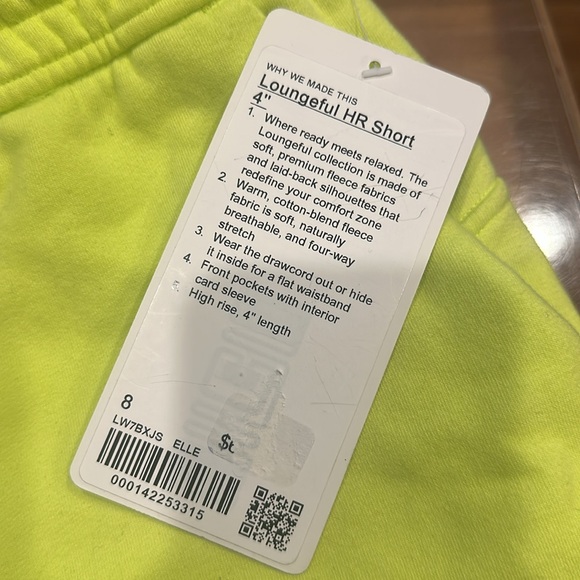 WHY WE MADE THIS
Loungeful HR Short
4"
1. Where ready meets relaxed. The
Loungeful collection is made of
soft, premium fleece fabrics
and laid-back silhouettes that
redefine your comfort zone
2. Warm, cotton-blend fleece
fabric is soft, naturally
breathable, and four-way
stretch
3. Wear the drawcord out or hide
it inside for a flat waistband
4. Front pockets with interior
card sleeve
5. High rise, 4" length
8
LW7BXJS ELLE
000142253315